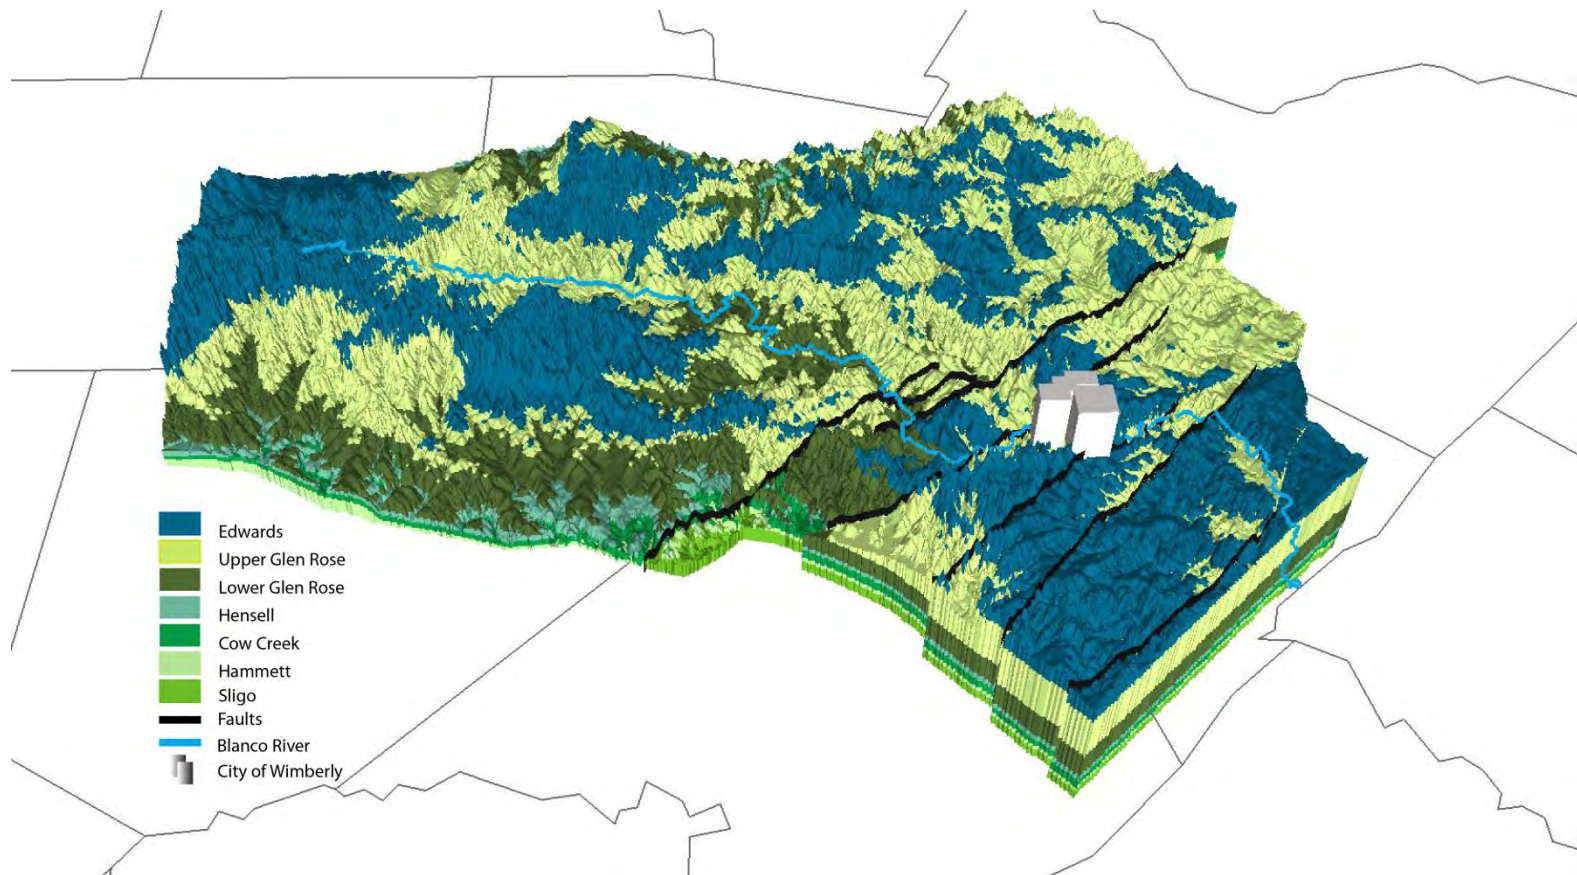 Edwards
Upper Glen Rose
Lower Glen Rose
Hensell
Cow Creek
Hammett
Sligo
Faults
Blanco River
City of Wimberly